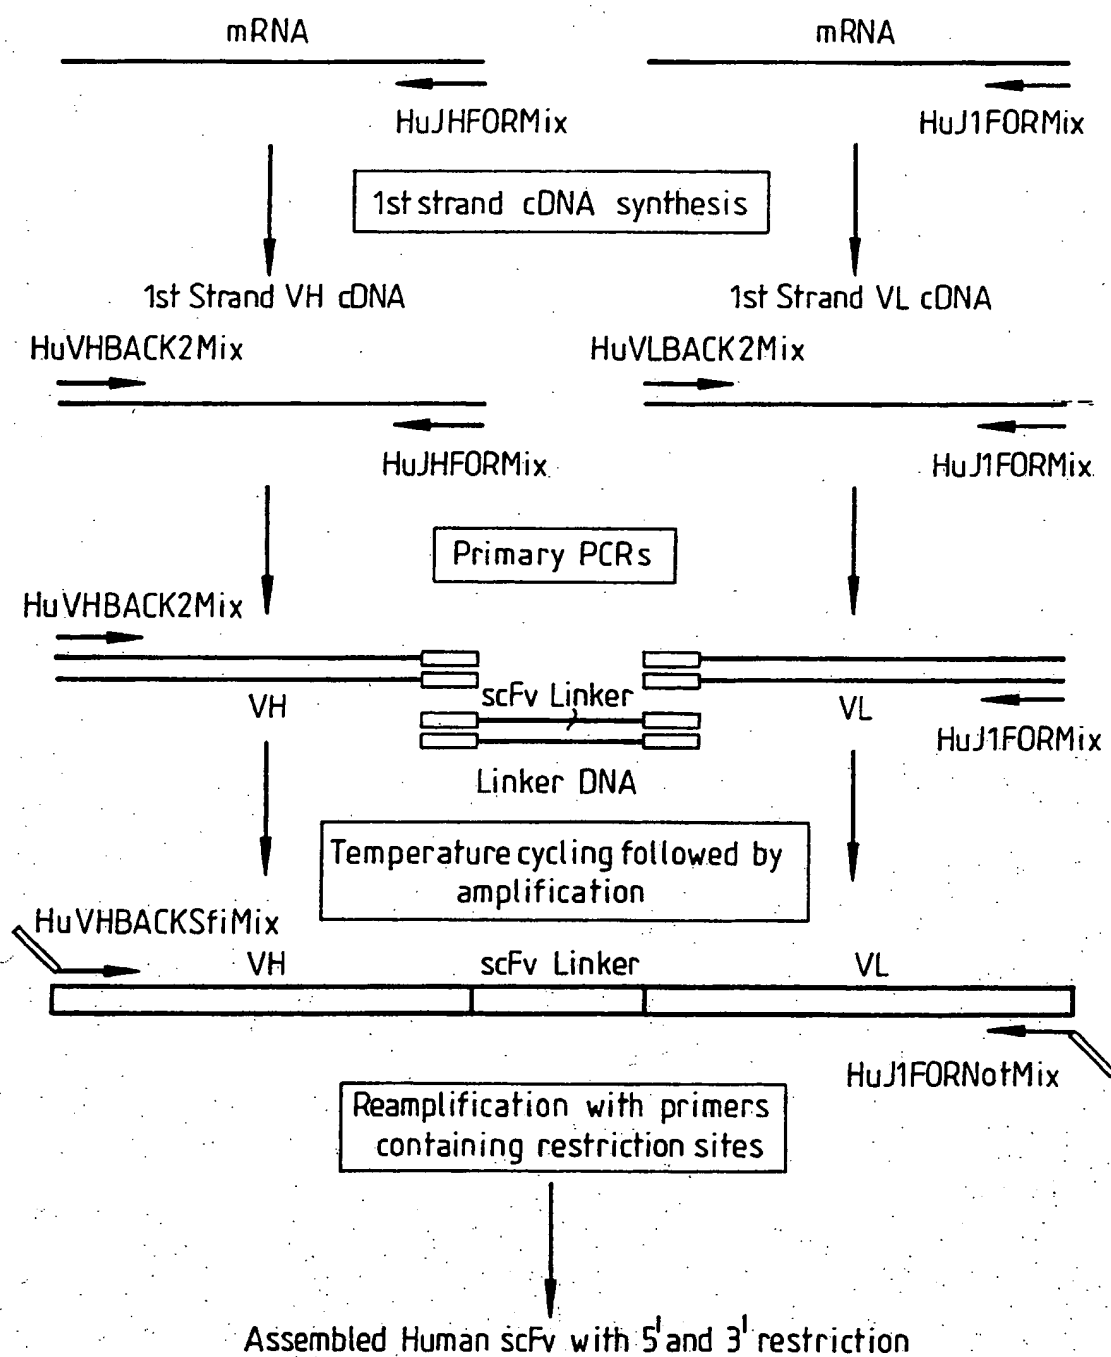 mRNA
mRNA
HuJHFORMix
HuJ1FORMix
1st strand cDNA synthesis
1st Strand VH cDNA
1st Strand VL cDNA
HuVHBACK2Mix
HuVLBACK2Mix
HuJHFORMix
HuJ1FORMix
Primary PCRs
HuVHBACK2Mix
VH
scFv Linker
VL
HuJ1FORMix
Linker DNA
Temperature cycling followed by
amplification
HuVHBACKSfiMix
VH
scFv Linker
VL
HuJ1FORNotMix
Reamplification with primers
containing restriction sites
Assembled Human scFv with 5' and 3' restriction